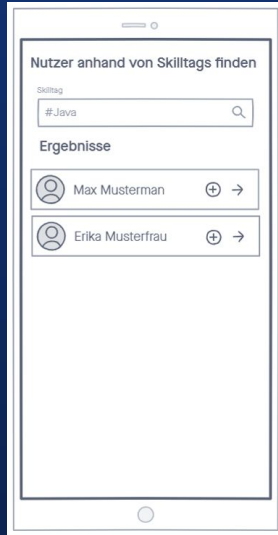 Nutzer anhand von Skilltags finden
Skilltag
#Java
Ergebnisse
Max Musterman
Erika Musterfrau